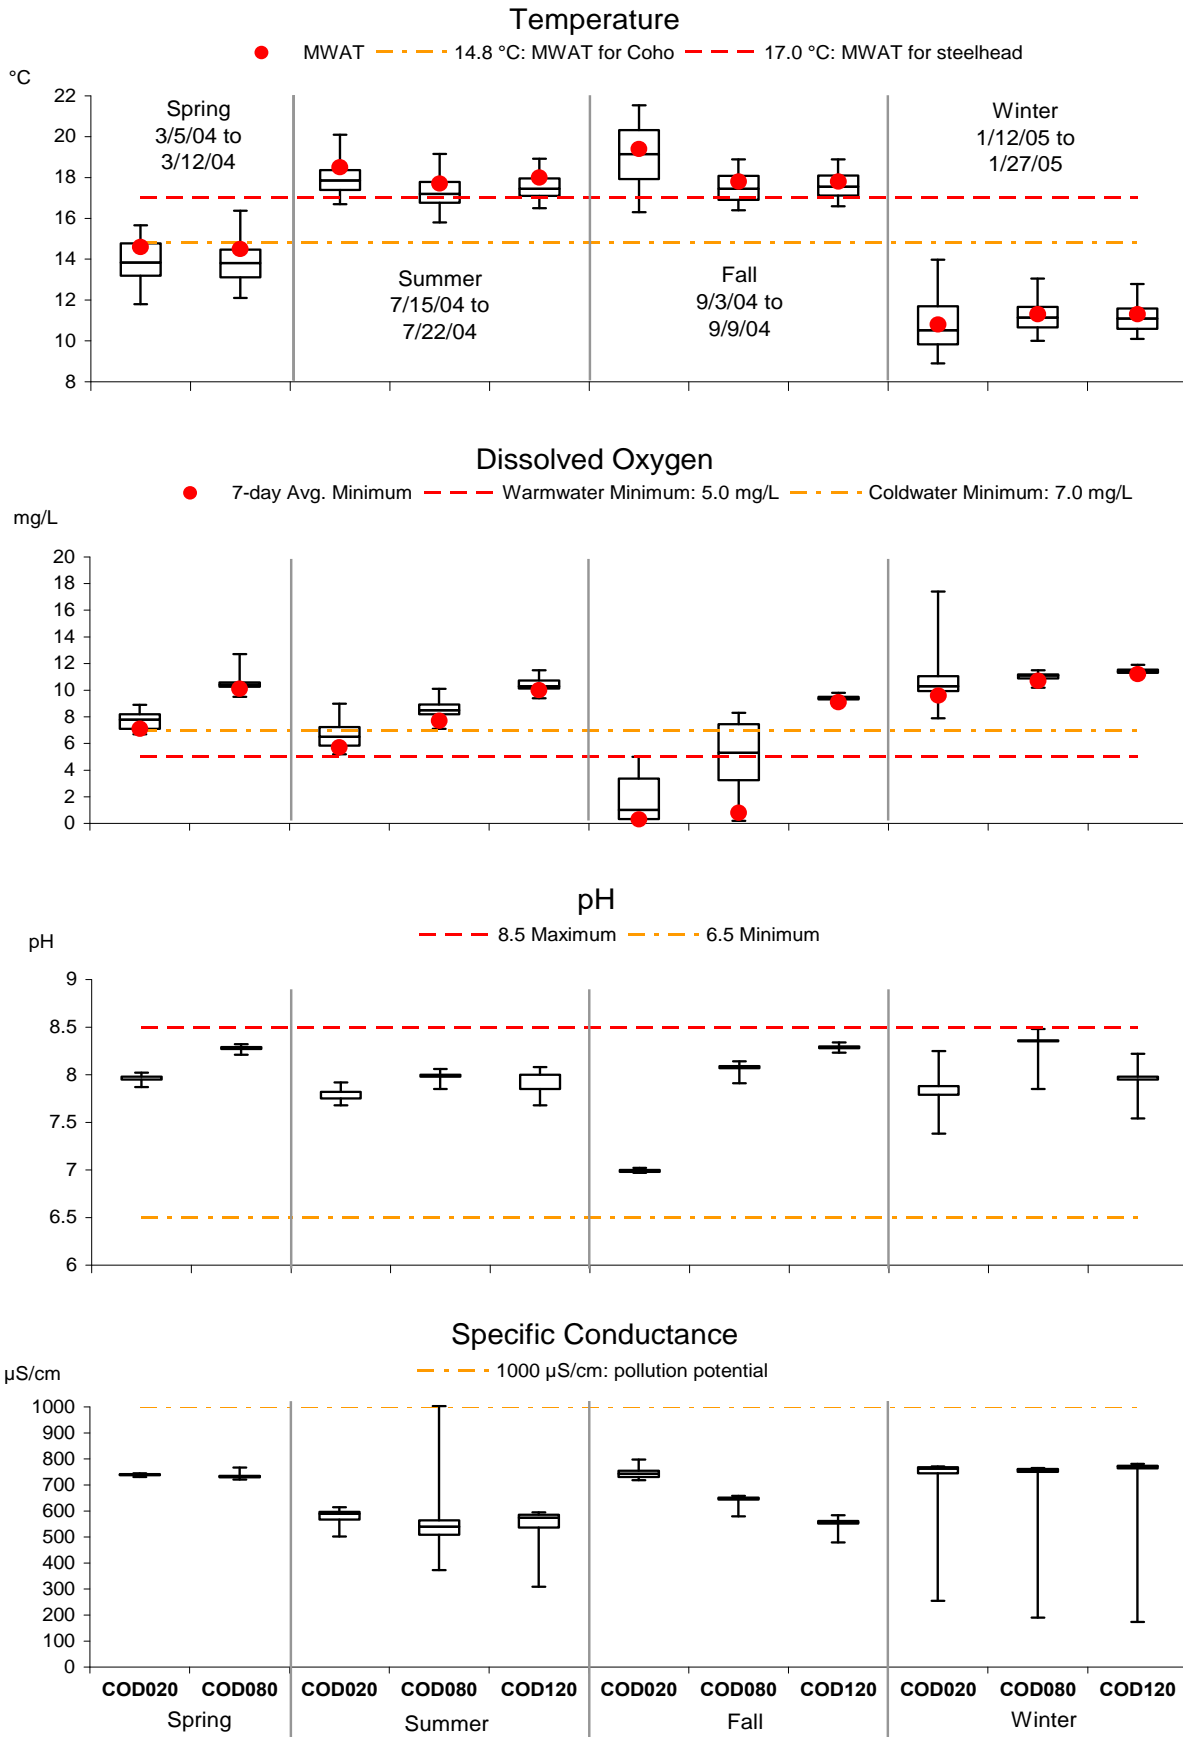 Temperature
MWAT 14.8 °C: MWAT for Coho 17.0 °C: MWAT for steelhead
°C
22
20
18
16
14
12
10
8
Spring
3/5/04 to
3/12/04
Summer
7/15/04 to
7/22/04
Fall
9/3/04 to
9/9/04
Winter
1/12/05 to
1/27/05
Dissolved Oxygen
7-day Avg. Minimum Warmwater Minimum: 5.0 mg/L Coldwater Minimum: 7.0 mg/L
mg/L
20
18
16
14
12
10
8
6
4
2
0
pH
8.5 Maximum 6.5 Minimum
pH
9
8.5
8
7.5
7
6.5
6
Specific Conductance
1000 µS/cm: pollution potential
µS/cm
1000
900
800
700
600
500
400
300
200
100
0
COD020 COD080 COD020 COD080 COD120 COD020 COD080 COD120 COD020 COD080 COD120
Spring Summer Fall Winter